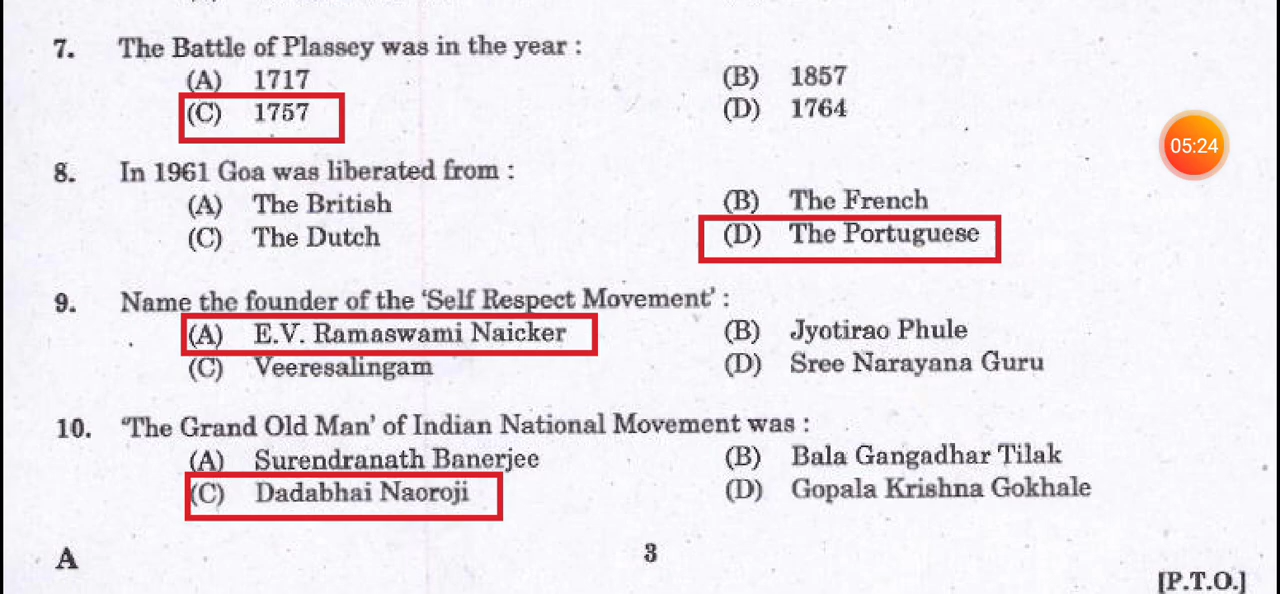 7. The Battle of Plassey was in the year :
(A) 1717 (B) 1857
(C) 1757 (D) 1764
05:24
8. In 1961 Goa was liberated from :
(A) The British (B) The French
(C) The Dutch (D) The Portuguese
9. Name the founder of the ‘Self Respect Movement’ :
(A) E.V. Ramaswami Naicker (B) Jyotirao Phule
(C) Veeresalingam (D) Sree Narayana Guru
10. ‘The Grand Old Man’ of Indian National Movement was :
(A) Surendranath Banerjee (B) Bala Gangadhar Tilak
(C) Dadabhai Naoroji (D) Gopala Krishna Gokhale
A 3
[P.T.O.]